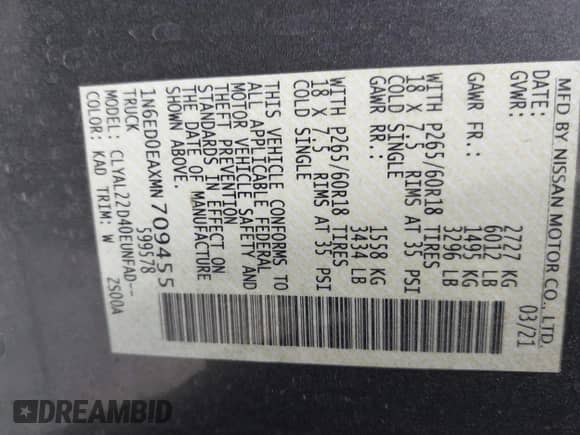 MFD BY NISSAN MOTOR CO., LTD.
DATE: 03/21
GVWR: 2727 KG
6012 LB
GAWR FR: 1495 KG
3296 LB
WITH P265/60R18 TIRES
18 X 7.5 RIMS AT 35 PSI
COLD SINGLE
GAWR RR: 1558 KG
3434 LB
WITH P265/60R18 TIRES
18 X 7.5 RIMS AT 35 PSI
COLD SINGLE
THIS VEHICLE CONFORMS TO
ALL APPLICABLE FEDERAL
MOTOR VEHICLE SAFETY AND
THEFT PREVENTION
STANDARDS IN EFFECT ON
THE DATE OF MANUFACTURE
SHOWN ABOVE.
1N6ED0EAXMN709455
TRUCK 599578
MODEL: CLYAL22D40EUNFAD--
COLOR: KAD TRIM: W ZS00A
DREAMBID